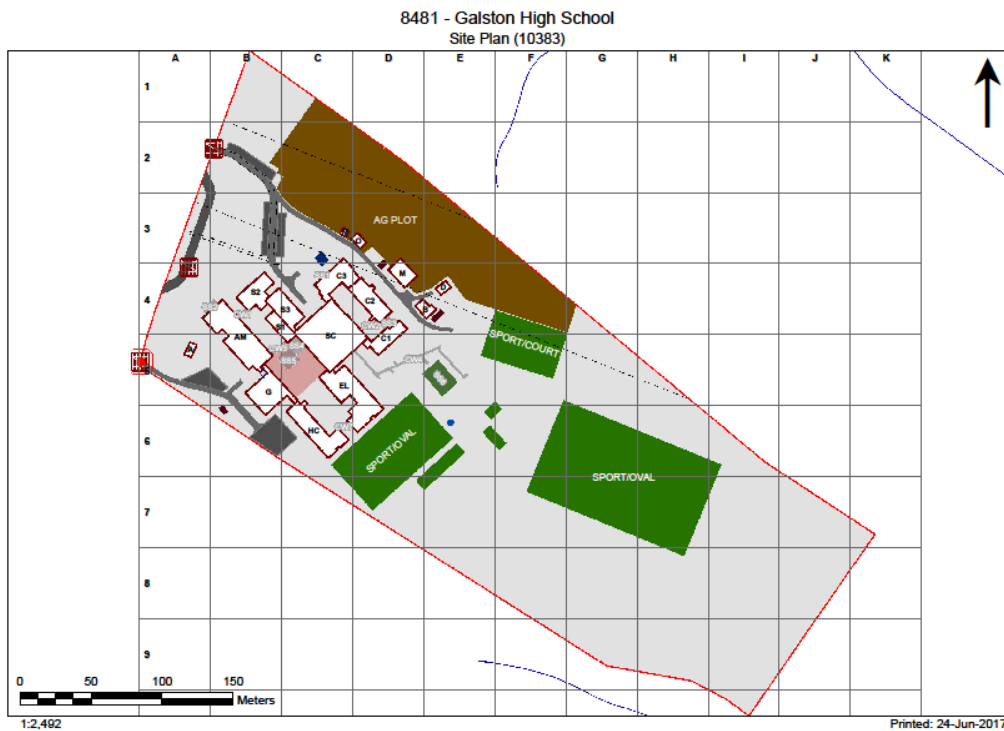 8481 - Galston High School
Site Plan (10383)
A B C D E F G H I J K
1
2
3
AG PLOT
O
M
C3
4
S2
C2
S3
B
S1
AM
SC
C1
SPORT/COURT
5
EL
G
HC
6
SPORT/OVAL
SPORT/OVAL
7
8
9
0 50 100 150
Meters
1:2,492
Printed: 24-Jun-2017